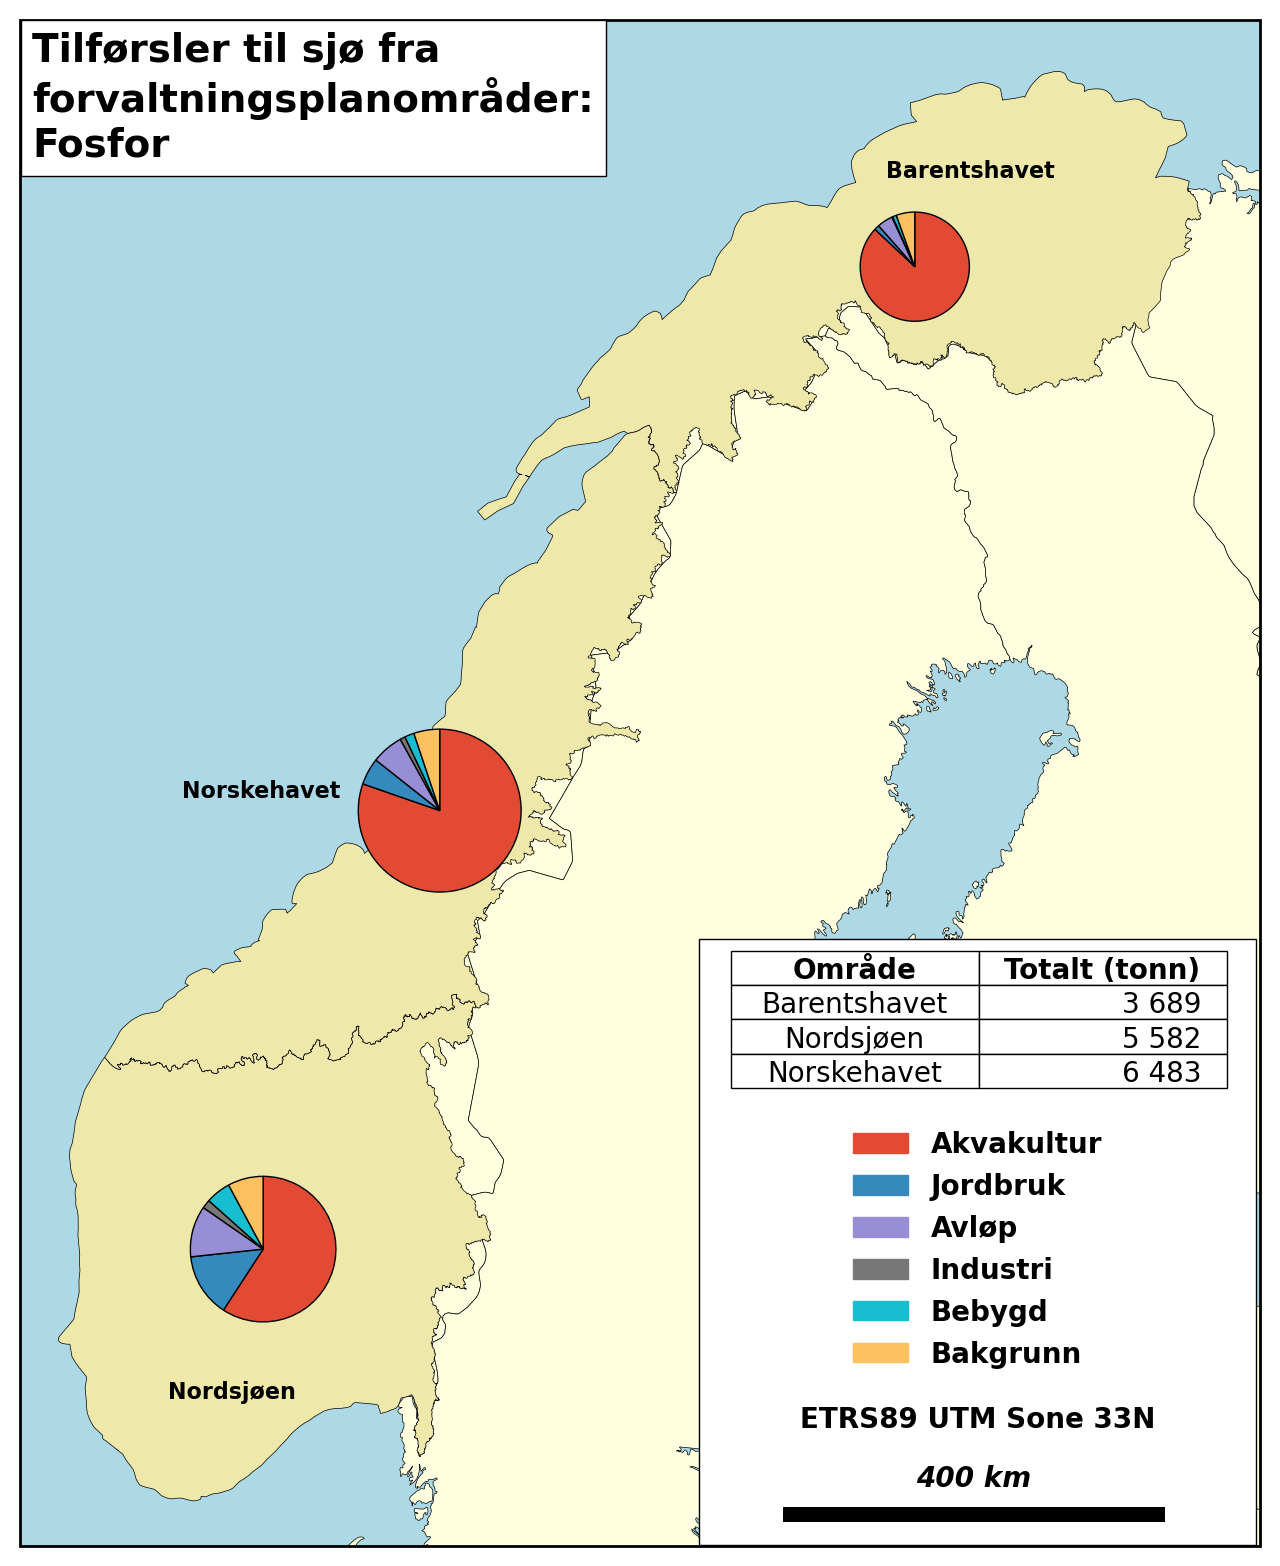 Tilførsler til sjø fra
forvaltningsplanområder:
Fosfor
Barentshavet
Norskehavet
Nordsjøen
Område Totalt (tonn)
Barentshavet 3 689
Nordsjøen 5 582
Norskehavet 6 483
Akvakultur
Jordbruk
Avløp
Industri
Bebygd
Bakgrunn
ETRS89 UTM Sone 33N
400 km